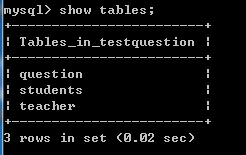 mysql> show tables;
+------------------------+
| Tables_in_testquestion |
+------------------------+
| question               |
| students               |
| teacher                |
+------------------------+
3 rows in set (0.02 sec)